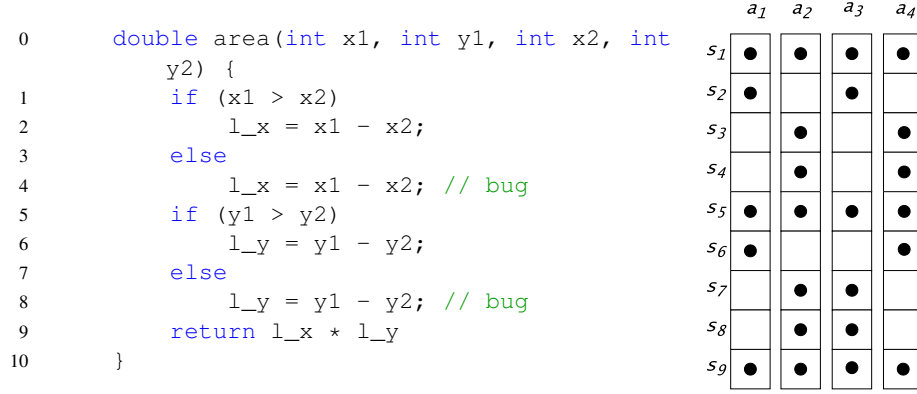 0 double area(int x1, int y1, int x2, int
y2) {
1 if (x1 > x2)
2 l_x = x1 - x2;
3 else
4 l_x = x1 - x2; // bug
5 if (y1 > y2)
6 l_y = y1 - y2;
7 else
8 l_y = y1 - y2; // bug
9 return l_x * l_y
10 }
a1 a2 a3 a4
s1
s2
s3
s4
s5
s6
s7
s8
s9